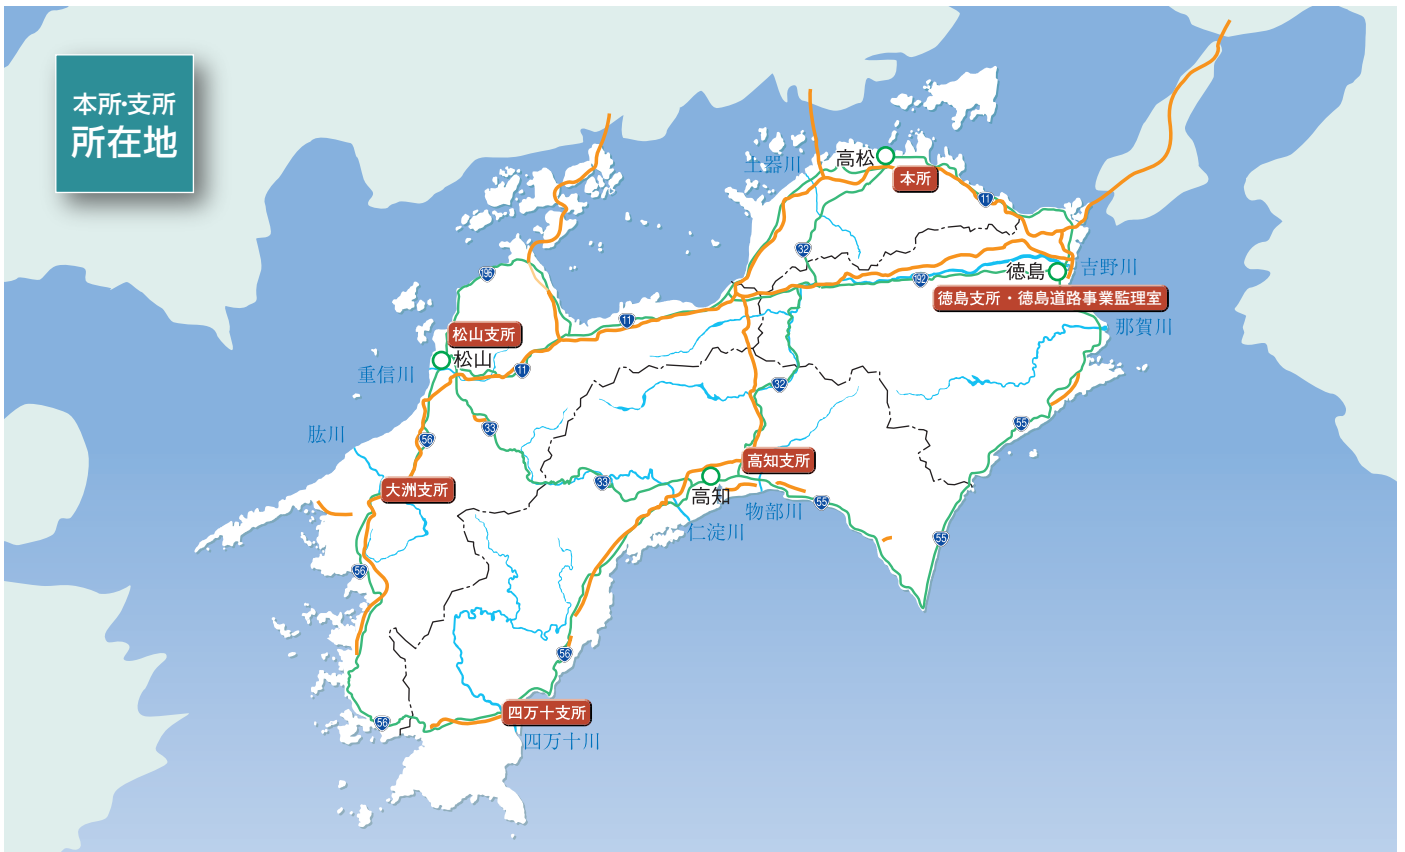 本所・支所
所在地
土器川
高松
本所
11
32
196
徳島
吉野川
192
徳島支所・徳島道路事業監理室
那賀川
11
松山支所
松山
重信川
11
32
肱川
33
56
55
高知支所
大洲支所
33
高知
物部川
55
仁淀川
55
56
56
四万十支所
56
四万十川